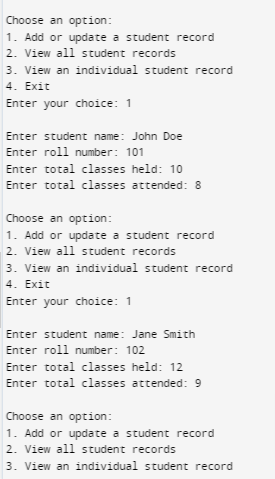 Choose an option:
1. Add or update a student record
2. View all student records
3. View an individual student record
4. Exit
Enter your choice: 1
Enter student name: John Doe
Enter roll number: 101
Enter total classes held: 10
Enter total classes attended: 8
Choose an option:
1. Add or update a student record
2. View all student records
3. View an individual student record
4. Exit
Enter your choice: 1
Enter student name: Jane Smith
Enter roll number: 102
Enter total classes held: 12
Enter total classes attended: 9
Choose an option:
1. Add or update a student record
2. View all student records
3. View an individual student record